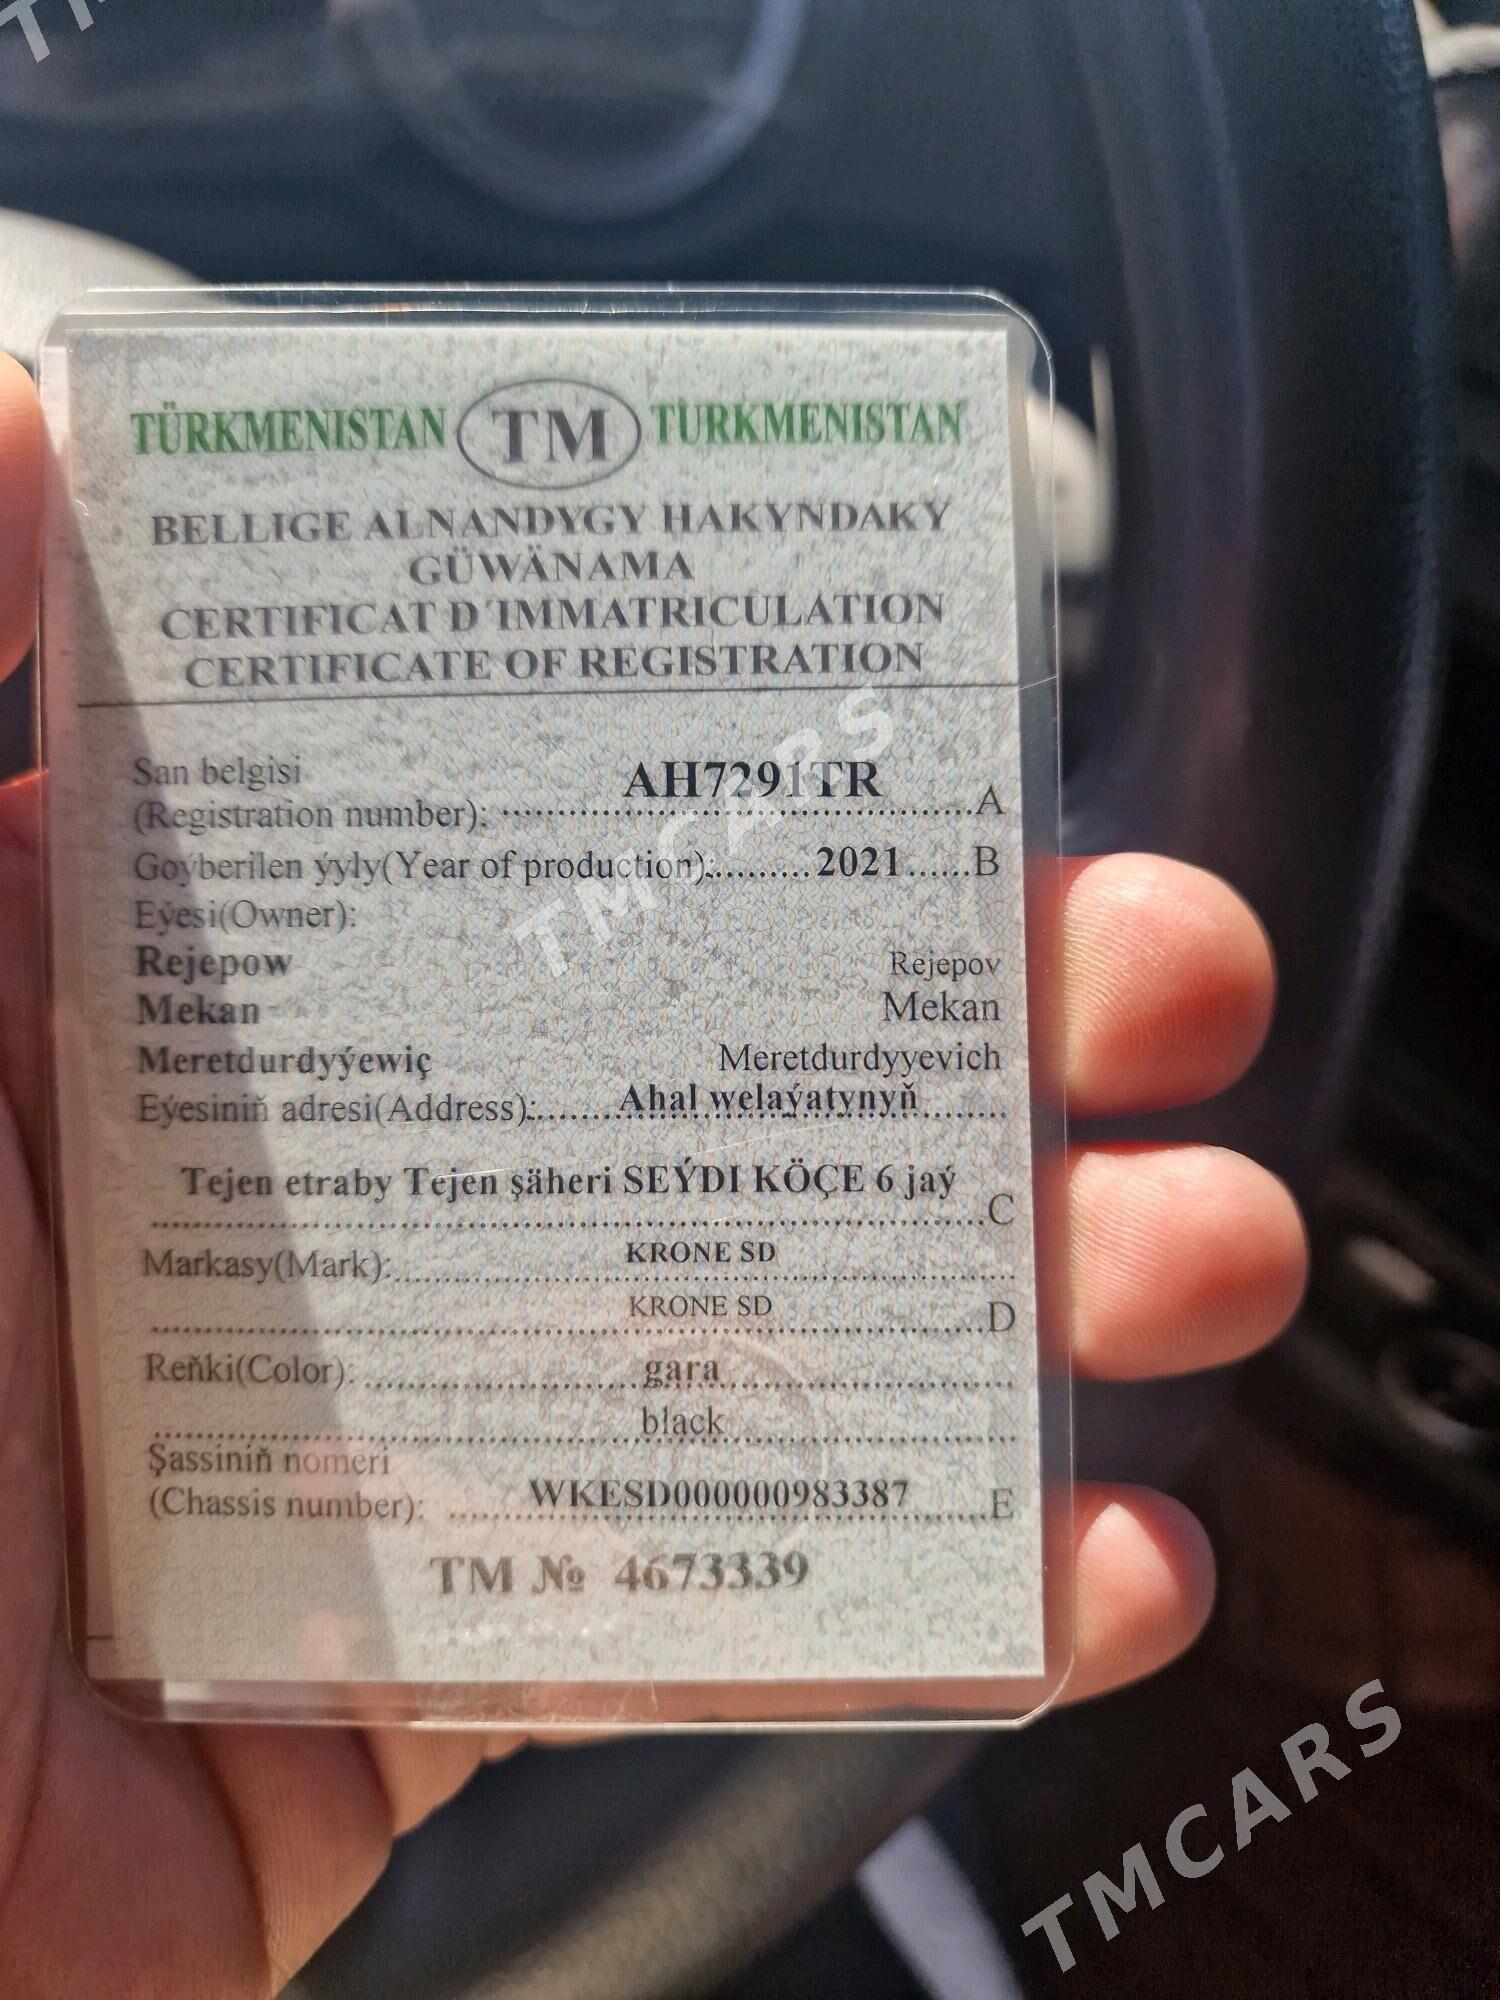 TÜRKMENISTAN TM TURKMENISTAN
BELLIGE ALNANDYGY HAKYNDAKY
GÜWÄNAMA
CERTIFICAT D´IMMATRICULATION
CERTIFICATE OF REGISTRATION
San belgisi
(Registration number): AH7291TR A
Goýberilen ýyly(Year of production): 2021 B
Eýesi(Owner):
Rejepow Rejepov
Mekan Mekan
Meretdurdyýewiç Meretdurdyyevich
Eýesiniň adresi(Address): Ahal welaýatynyň
Tejen etraby Tejen şäheri SEÝDI KÖÇE 6 jaý C
Markasy(Mark): KRONE SD
KRONE SD D
Reňki(Color): gara
black
Şassiniň nomeri
(Chassis number): WKESD000000983387 E
TM № 4673339
TMCARS
TMCARS